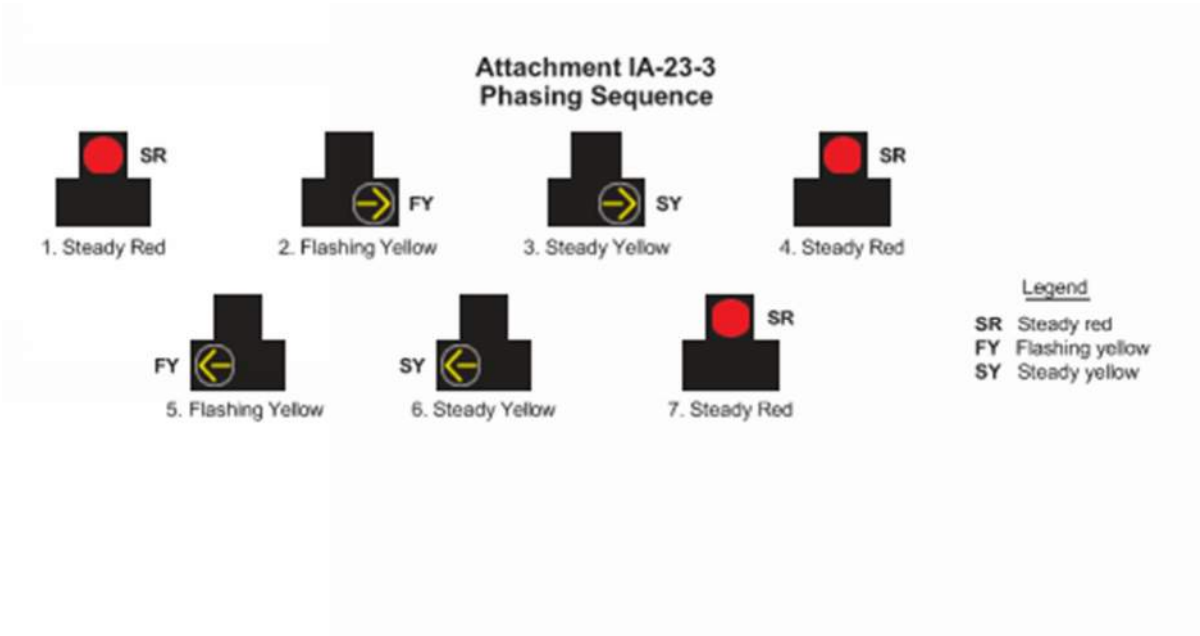 Attachment IA-23-3
Phasing Sequence
SR
FY
SY
SR
1. Steady Red
2. Flashing Yellow
3. Steady Yellow
4. Steady Red
FY
SY
SR
5. Flashing Yellow
6. Steady Yellow
7. Steady Red
Legend
SR Steady red
FY Flashing yellow
SY Steady yellow